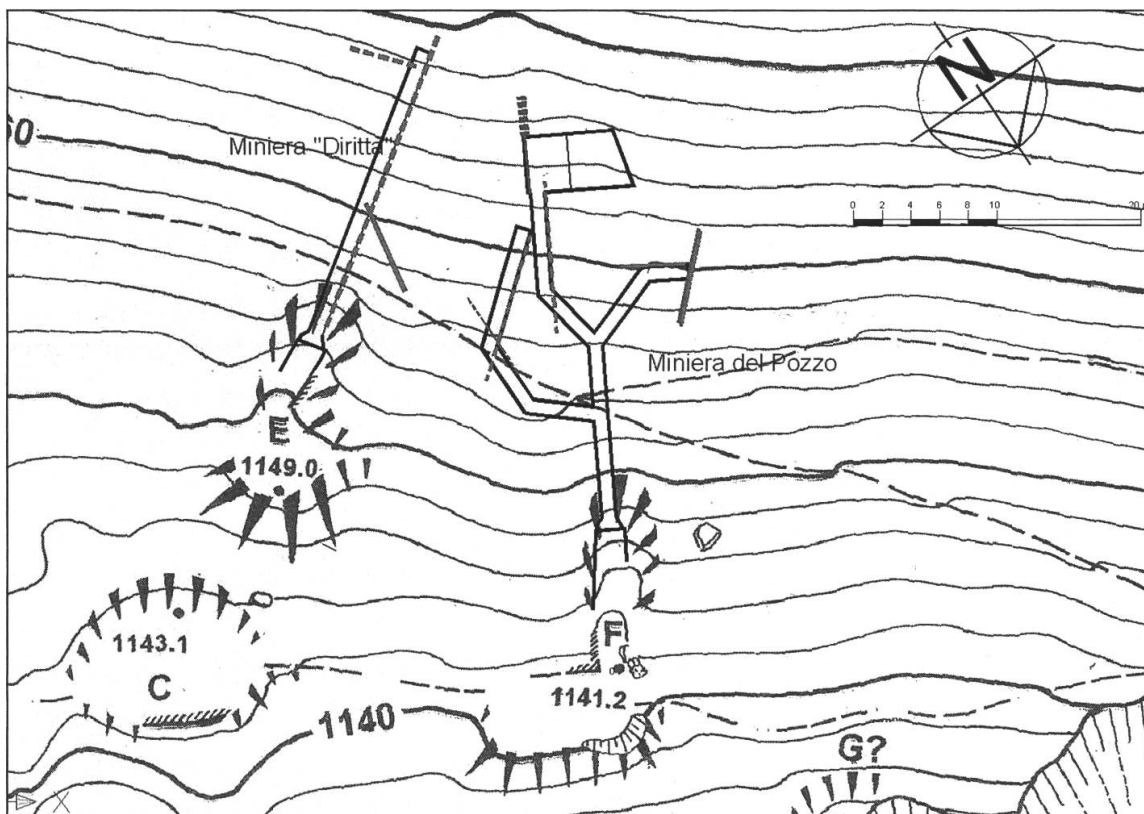 N
60
Miniera "Diritta"
0 2 4 6 8 10 20
Miniera del Pozzo
E
1149.0
1143.1
C
F
1141.2
1140
G?
X